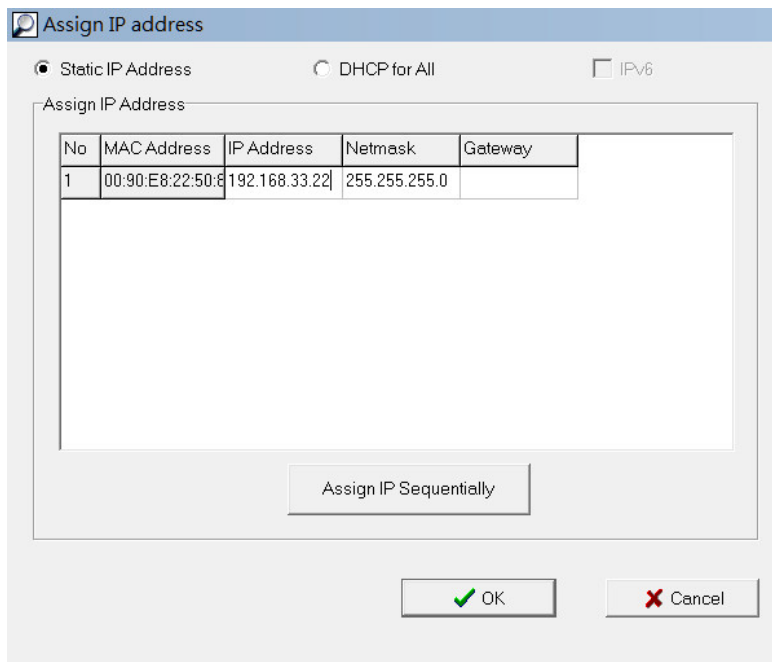 Assign IP address
Static IP Address DHCP for All IPv6
Assign IP Address
No MAC Address IP Address Netmask Gateway
1 00:90:E8:22:50: 192.168.33.22 255.255.255.0
Assign IP Sequentially
OK Cancel